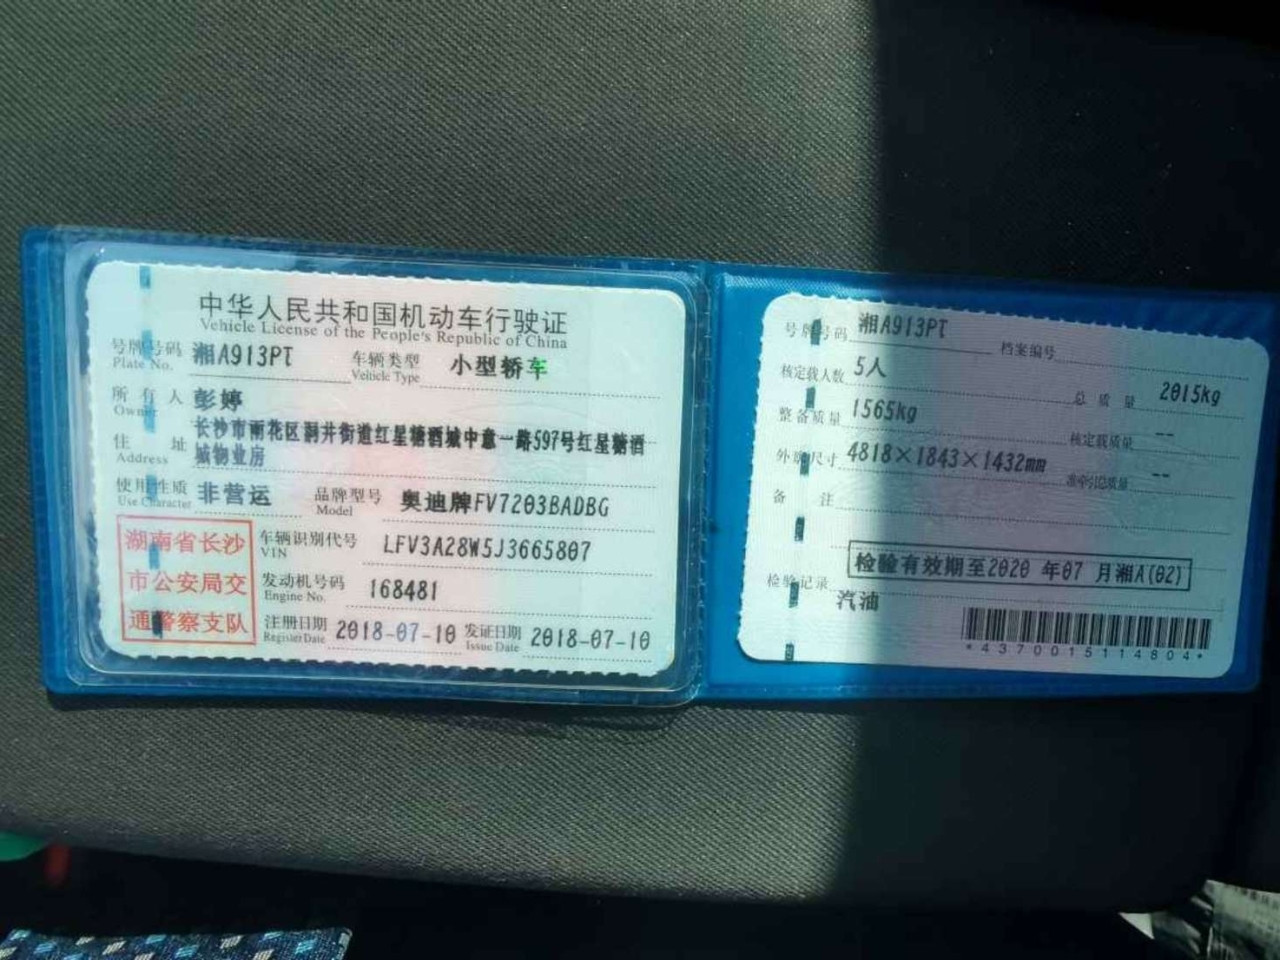 中华人民共和国机动车行驶证
Vehicle License of the People's Republic of China
号牌号码 湘A913PT 车辆类型 小型轿车
Plate No. Vehicle Type
所有人 彭婷
Owner
住址 长沙市雨花区洞井街道红星糖酒城中意一路597号红星糖酒
Address 城物业房
使用性质 非营运 品牌型号 奥迪牌FV7203BADBG
Use Character Model
湖南省长沙
市公安局交
通警察支队
车辆识别代号 LFV3A28W5J3665807
VIN
发动机号码 168481
Engine No.
注册日期 2018-07-10 发证日期 2018-07-10
Register Date Issue Date
号牌号码 湘A913PT 档案编号
核定载人数 5人 总质量 2015kg
整备质量 1565kg 核定载质量 --
外廓尺寸 4818×1843×1432mm 准牵引总质量 --
备注
检验记录 检验有效期至2020年07月湘A(02)
汽油
*4370015114804*